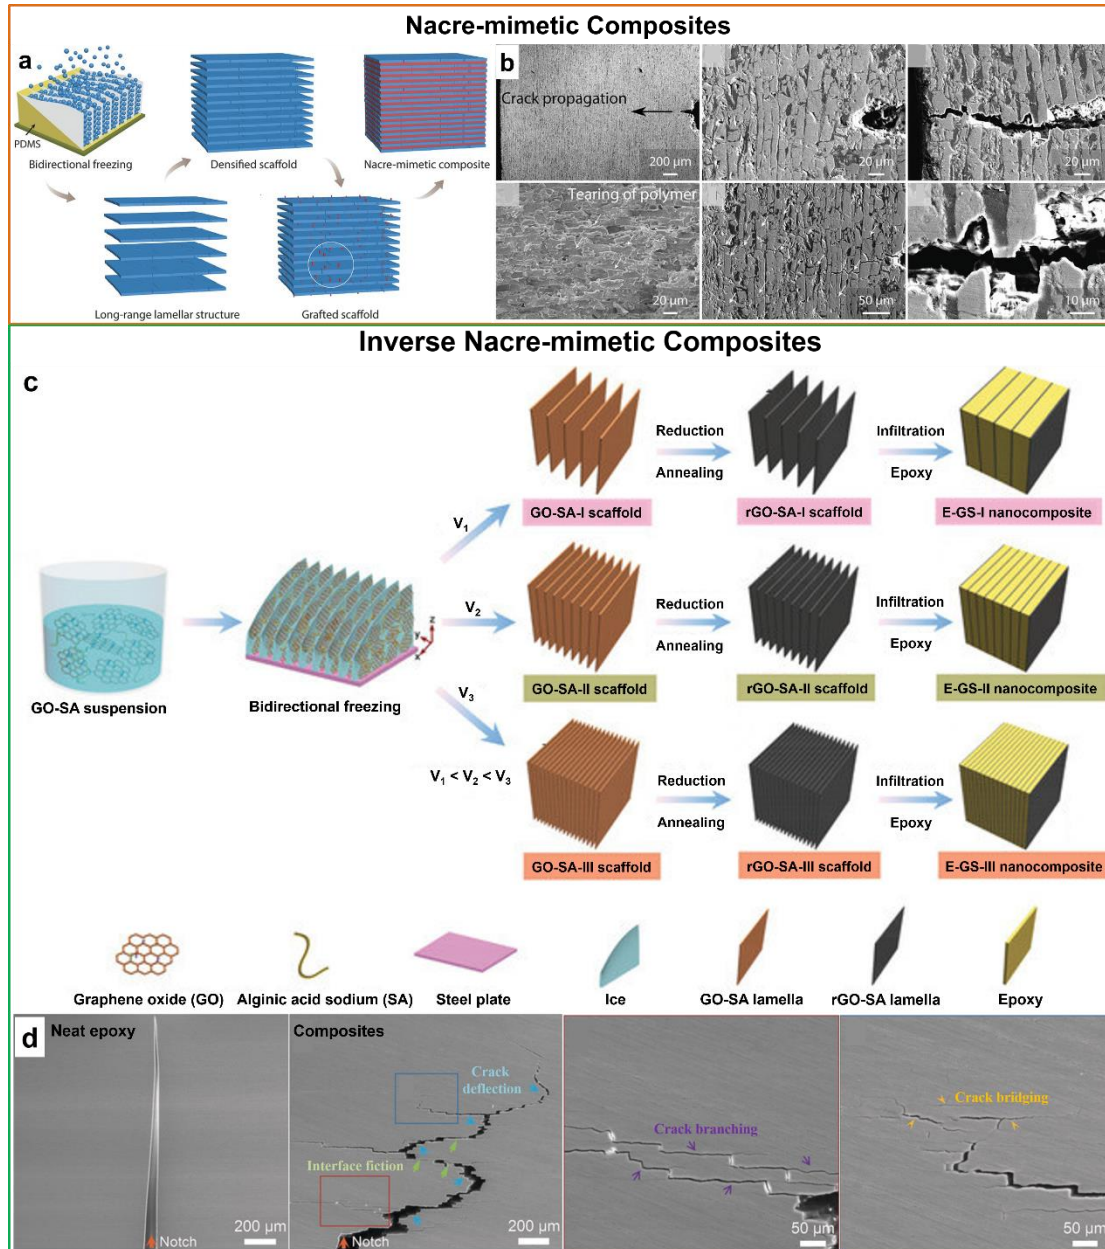 Nacre-mimetic Composites
a
PDMS
Bidirectional freezing
Densified scaffold
Nacre-mimetic composite
Long-range lamellar structure
Grafted scaffold
b
Crack propagation
200 µm
20 µm
20 µm
Tearing of polymer
20 µm
50 µm
10 µm
Inverse Nacre-mimetic Composites
c
GO-SA suspension
Bidirectional freezing
z
y
x
V1
V2
V3
V1 < V2 < V3
GO-SA-I scaffold
Reduction
Annealing
rGO-SA-I scaffold
Infiltration
Epoxy
E-GS-I nanocomposite
GO-SA-II scaffold
Reduction
Annealing
rGO-SA-II scaffold
Infiltration
Epoxy
E-GS-II nanocomposite
GO-SA-III scaffold
Reduction
Annealing
rGO-SA-III scaffold
Infiltration
Epoxy
E-GS-III nanocomposite
Graphene oxide (GO)
Alginic acid sodium (SA)
Steel plate
Ice
GO-SA lamella
rGO-SA lamella
Epoxy
d
Neat epoxy
Notch
200 µm
Composites
Crack
deflection
Interface fiction
Notch
200 µm
Crack branching
50 µm
Crack bridging
50 µm